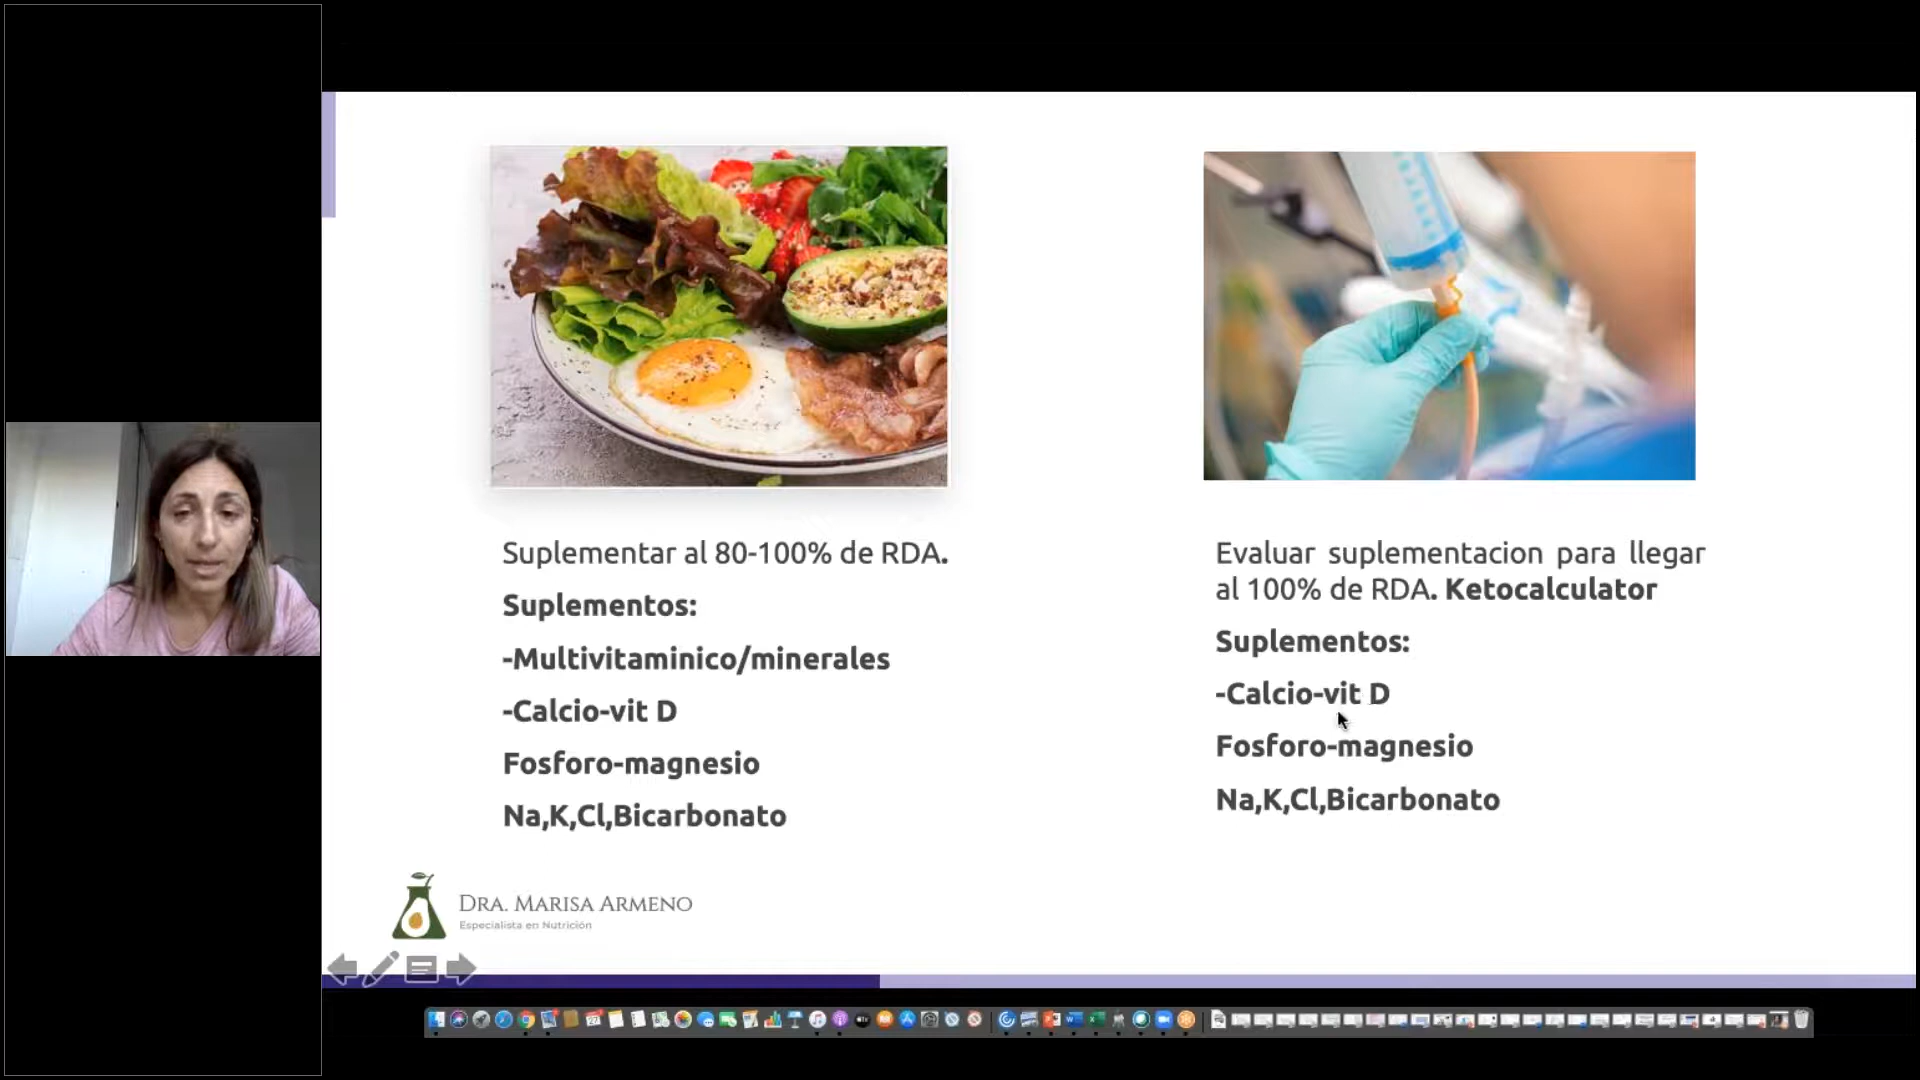 Suplementar al 80-100% de RDA.
Suplementos:
-Multivitaminico/minerales
-Calcio-vit D
Fosforo-magnesio
Na,K,Cl,Bicarbonato
Evaluar suplementacion para llegar
al 100% de RDA. Ketocalculator
Suplementos:
-Calcio-vit D
Fosforo-magnesio
Na,K,Cl,Bicarbonato
DRA. MARISA ARMENO
Especialista en Nutrición